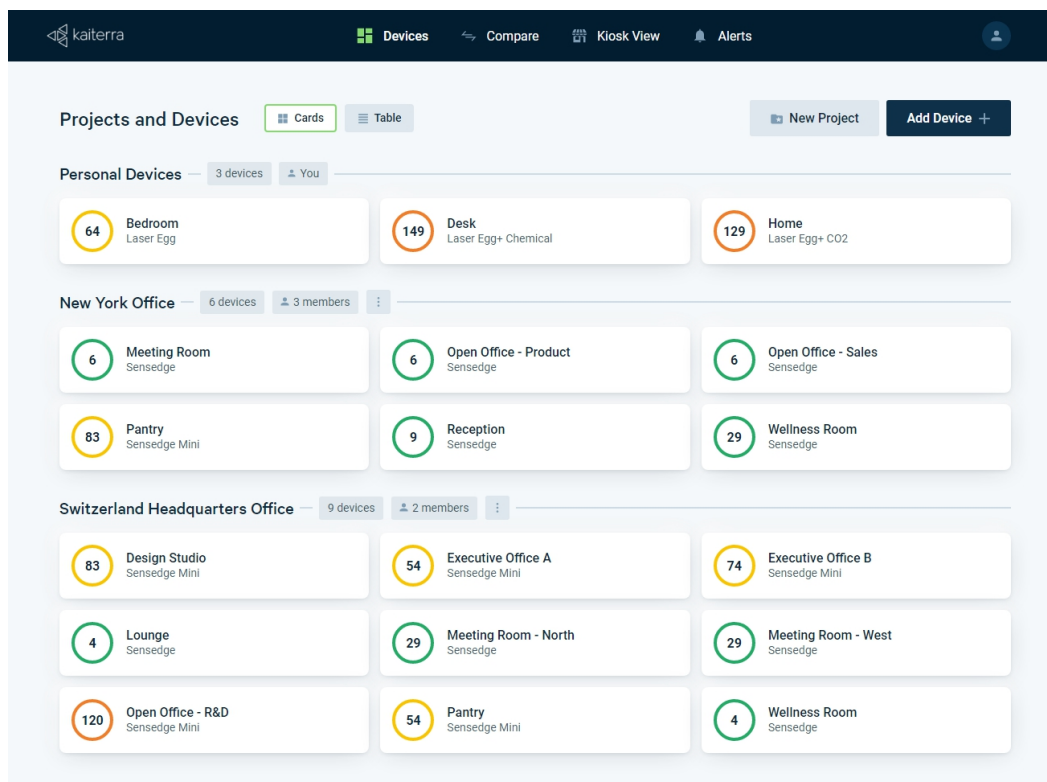 kaiterra
Devices
Compare
Kiosk View
Alerts
Projects and Devices
Cards
Table
New Project
Add Device +
Personal Devices
3 devices
You
64
Bedroom
Laser Egg
149
Desk
Laser Egg+ Chemical
129
Home
Laser Egg+ CO2
New York Office
6 devices
3 members
6
Meeting Room
Sensedge
6
Open Office - Product
Sensedge
6
Open Office - Sales
Sensedge
83
Pantry
Sensedge Mini
9
Reception
Sensedge
29
Wellness Room
Sensedge
Switzerland Headquarters Office
9 devices
2 members
83
Design Studio
Sensedge Mini
54
Executive Office A
Sensedge Mini
74
Executive Office B
Sensedge Mini
4
Lounge
Sensedge
29
Meeting Room - North
Sensedge
29
Meeting Room - West
Sensedge
120
Open Office - R&D
Sensedge Mini
54
Pantry
Sensedge Mini
4
Wellness Room
Sensedge